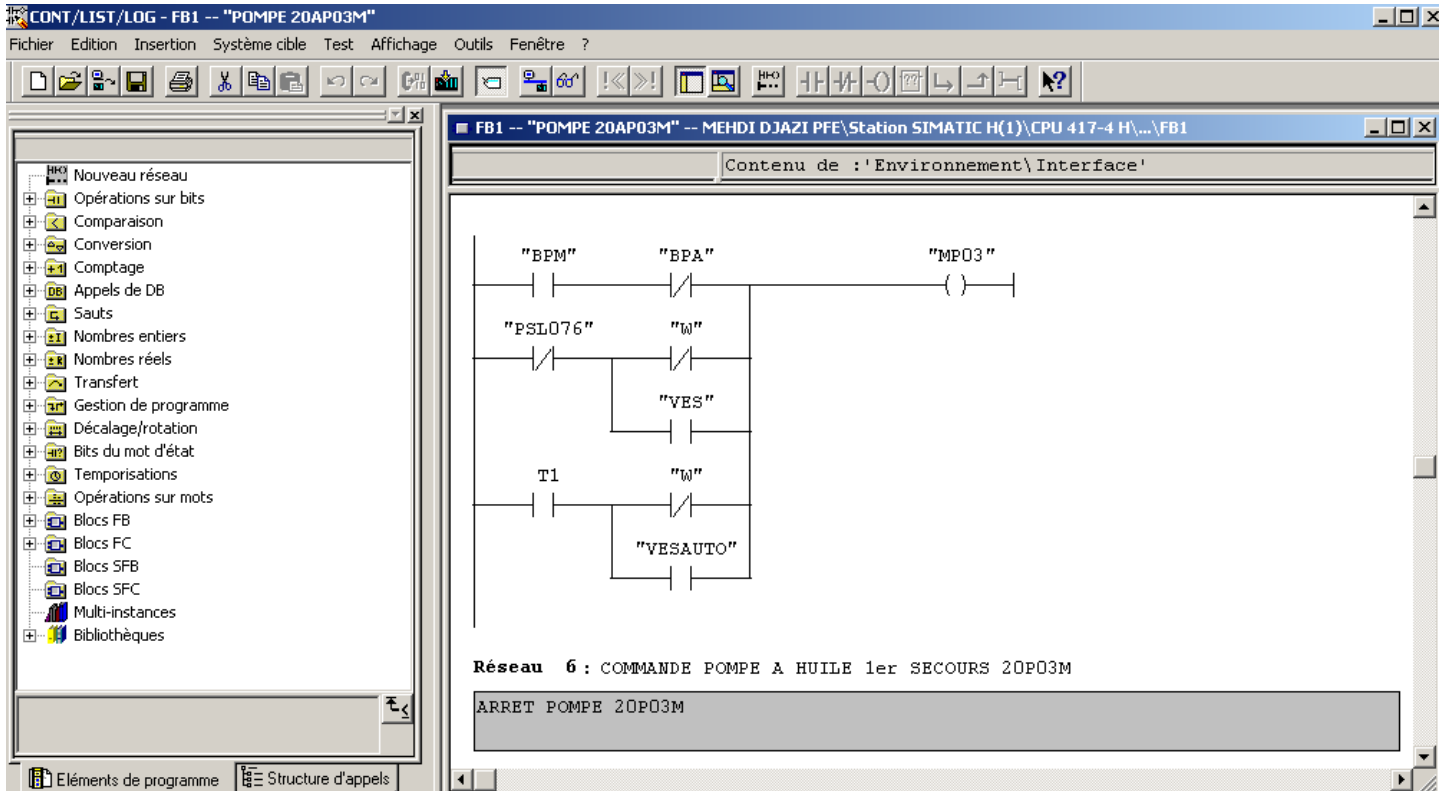 CONT/LIST/LOG - FB1 -- "POMPE 20AP03M"
Fichier Edition Insertion Système cible Test Affichage Outils Fenêtre ?
FB1 -- "POMPE 20AP03M" -- MEHDI DJAZI PFE\Station SIMATIC H(1)\CPU 417-4 H\...\FB1
Contenu de :'Environnement\Interface'
Nouveau réseau
Opérations sur bits
Comparaison
Conversion
Comptage
Appels de DB
Sauts
Nombres entiers
Nombres réels
Transfert
Gestion de programme
Décalage/rotation
Bits du mot d'état
Temporisations
Opérations sur mots
Blocs FB
Blocs FC
Blocs SFB
Blocs SFC
Multi-instances
Bibliothèques
Eléments de programme
Structure d'appels
"BPM" "BPA" "MP03"
"PSL076" "W"
"VES"
T1 "W"
"VESAUTO"
Réseau 6 : COMMANDE POMPE A HUILE 1er SECOURS 20P03M
ARRET POMPE 20P03M